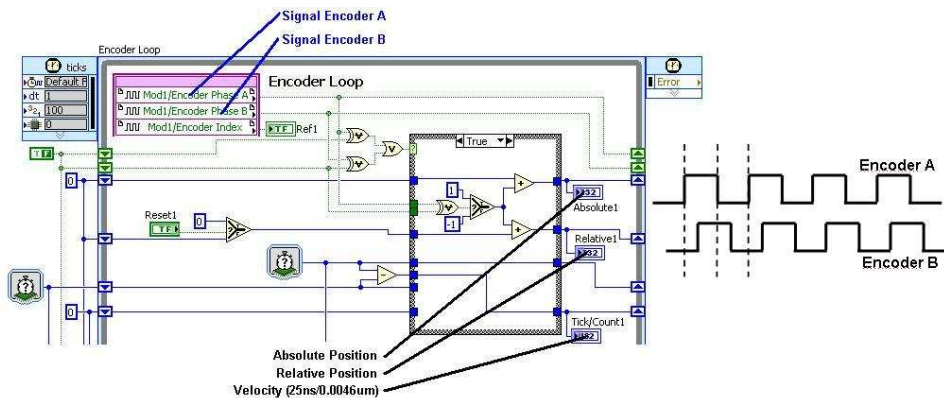 Signal Encoder A
Signal Encoder B
Encoder Loop
ticks
Default F
dt
1
321
100
0
Mod1/Encoder Phase A
Mod1/Encoder Phase B
Mod1/Encoder Index
Encoder Loop
TF
Ref1
Error
TF
True
0
1
-1
Reset1
TF
0
0
I32
Absolute1
I32
Relative1
Tick/Count1
Encoder A
Encoder B
Absolute Position
Relative Position
Velocity (25ns/0.0046um)